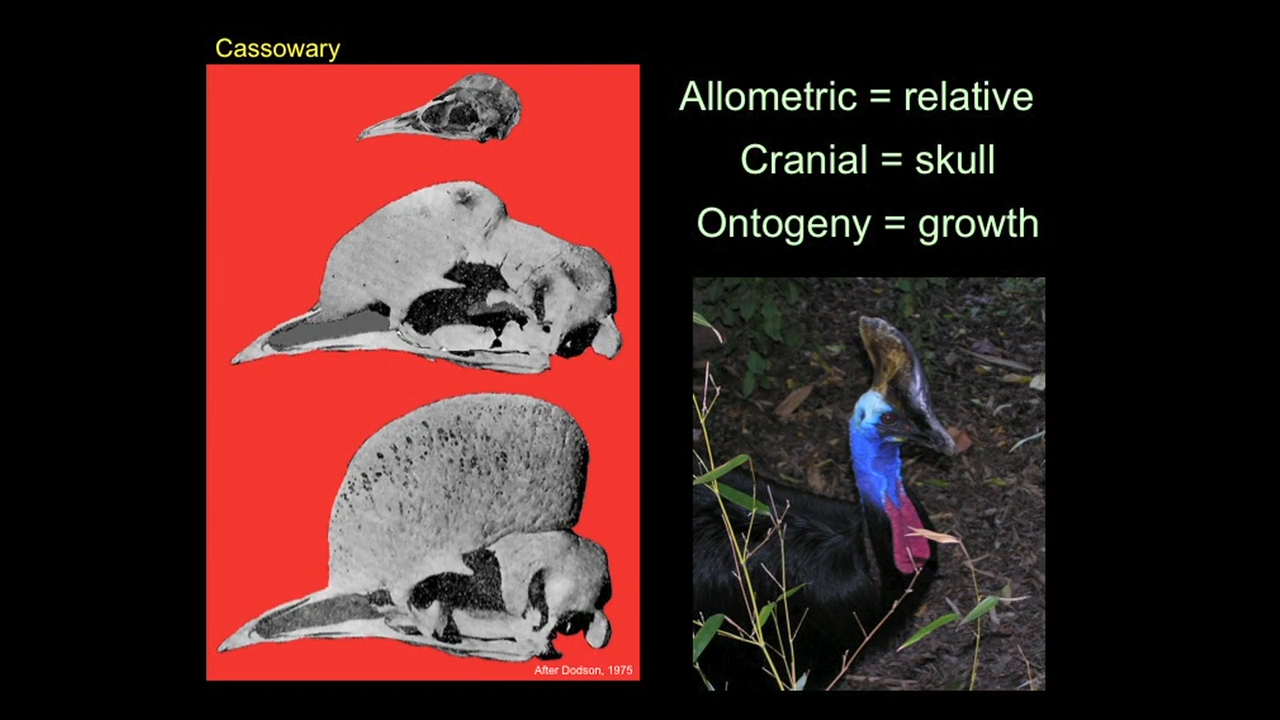 Cassowary
Allometric = relative
Cranial = skull
Ontogeny = growth
After Dodson, 1975